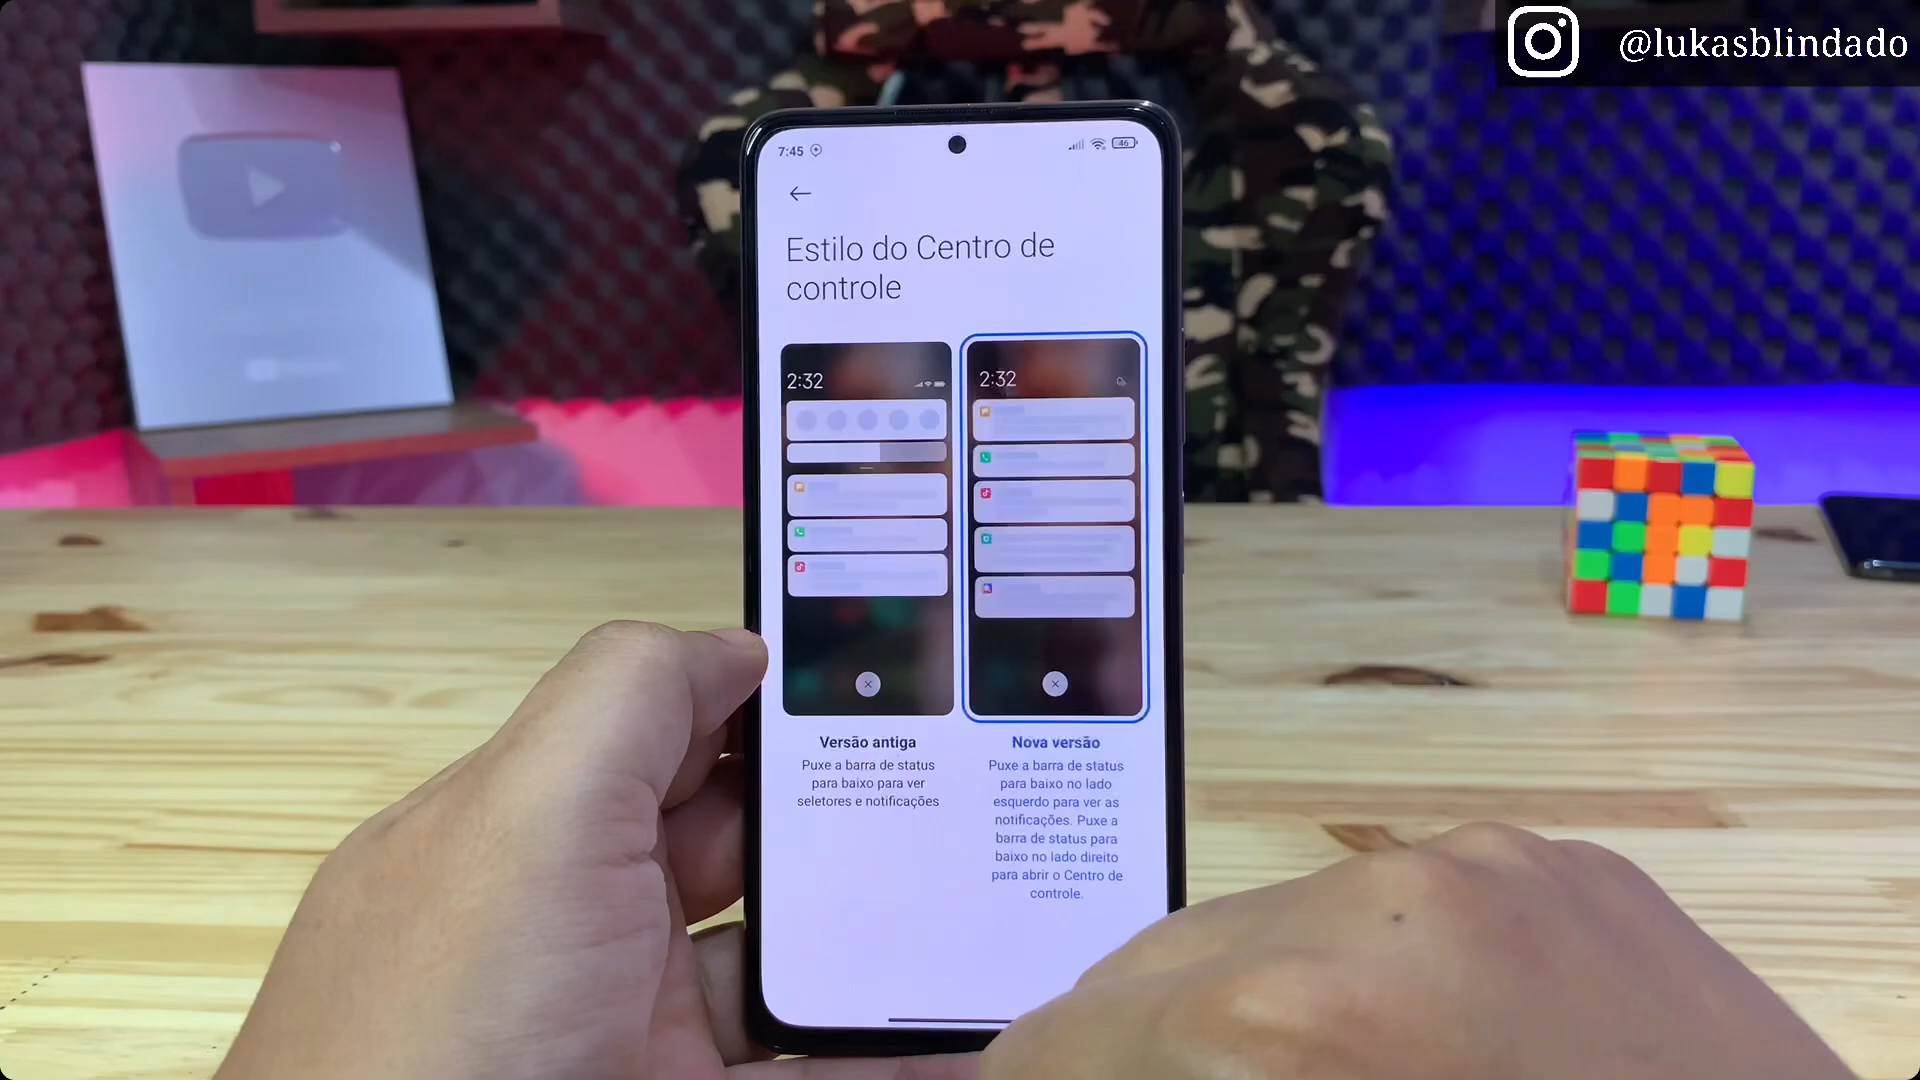 @lukasblindado
7:45
46
Estilo do Centro de
controle
2:32
2:32
Versão antiga
Puxe a barra de status
para baixo para ver
seletores e notificações
Nova versão
Puxe a barra de status
para baixo no lado
esquerdo para ver as
notificações. Puxe a
barra de status para
baixo no lado direito
para abrir o Centro de
controle.